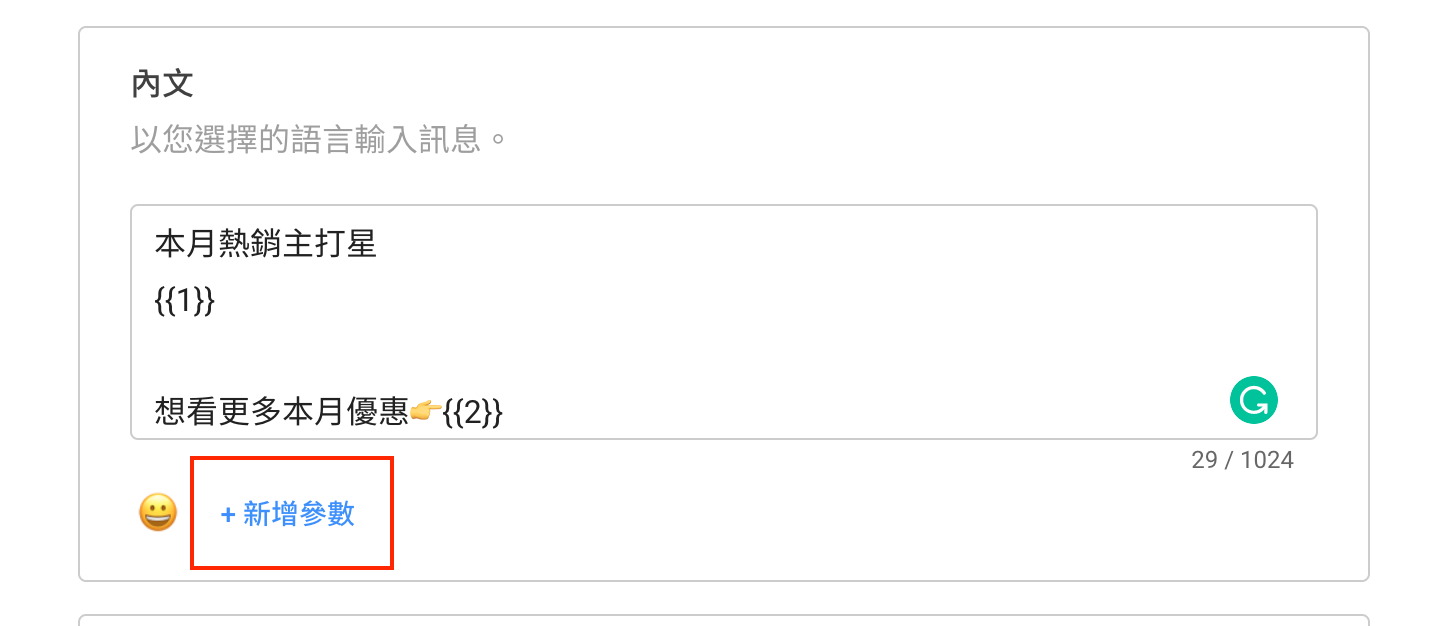 內文
以您選擇的語言輸入訊息。
本月熱銷主打星
{{1}}
想看更多本月優惠👉{{2}}
29 / 1024
😀 + 新增參數